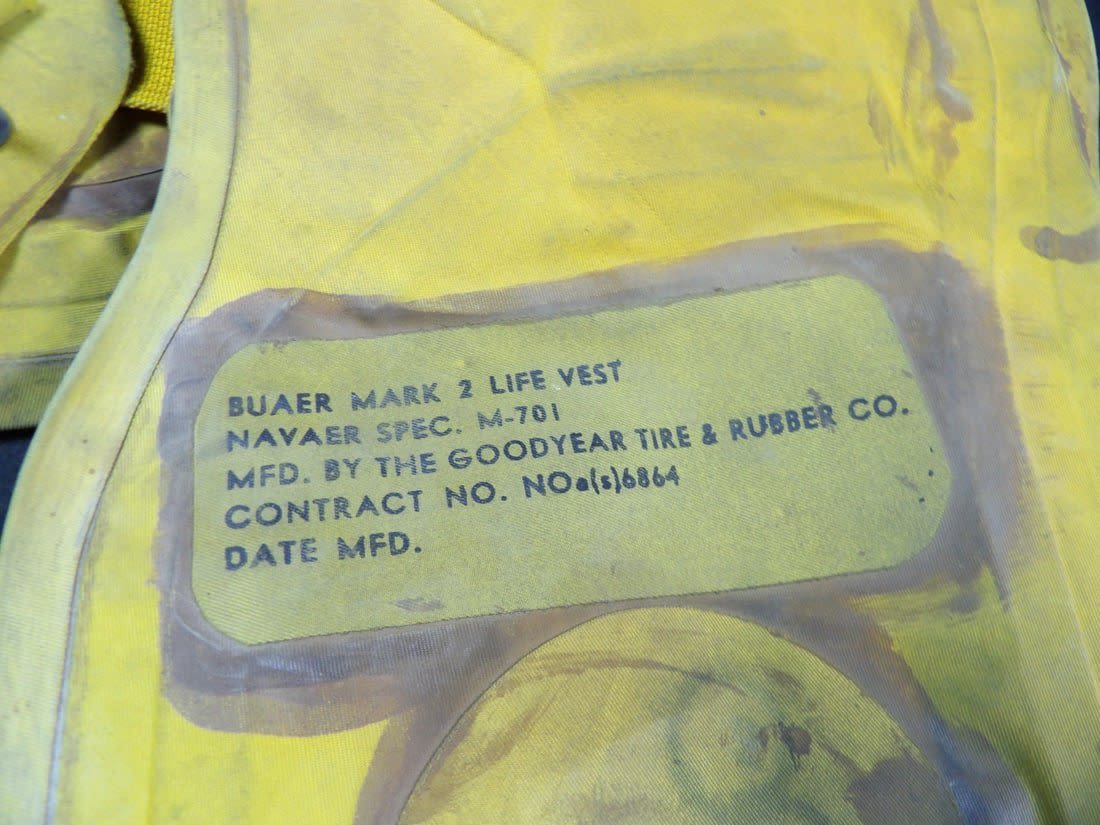 BUAER MARK 2 LIFE VEST
NAVAER SPEC. M-701
MFD. BY THE GOODYEAR TIRE & RUBBER CO.
CONTRACT NO. NOa(s)6864
DATE MFD.